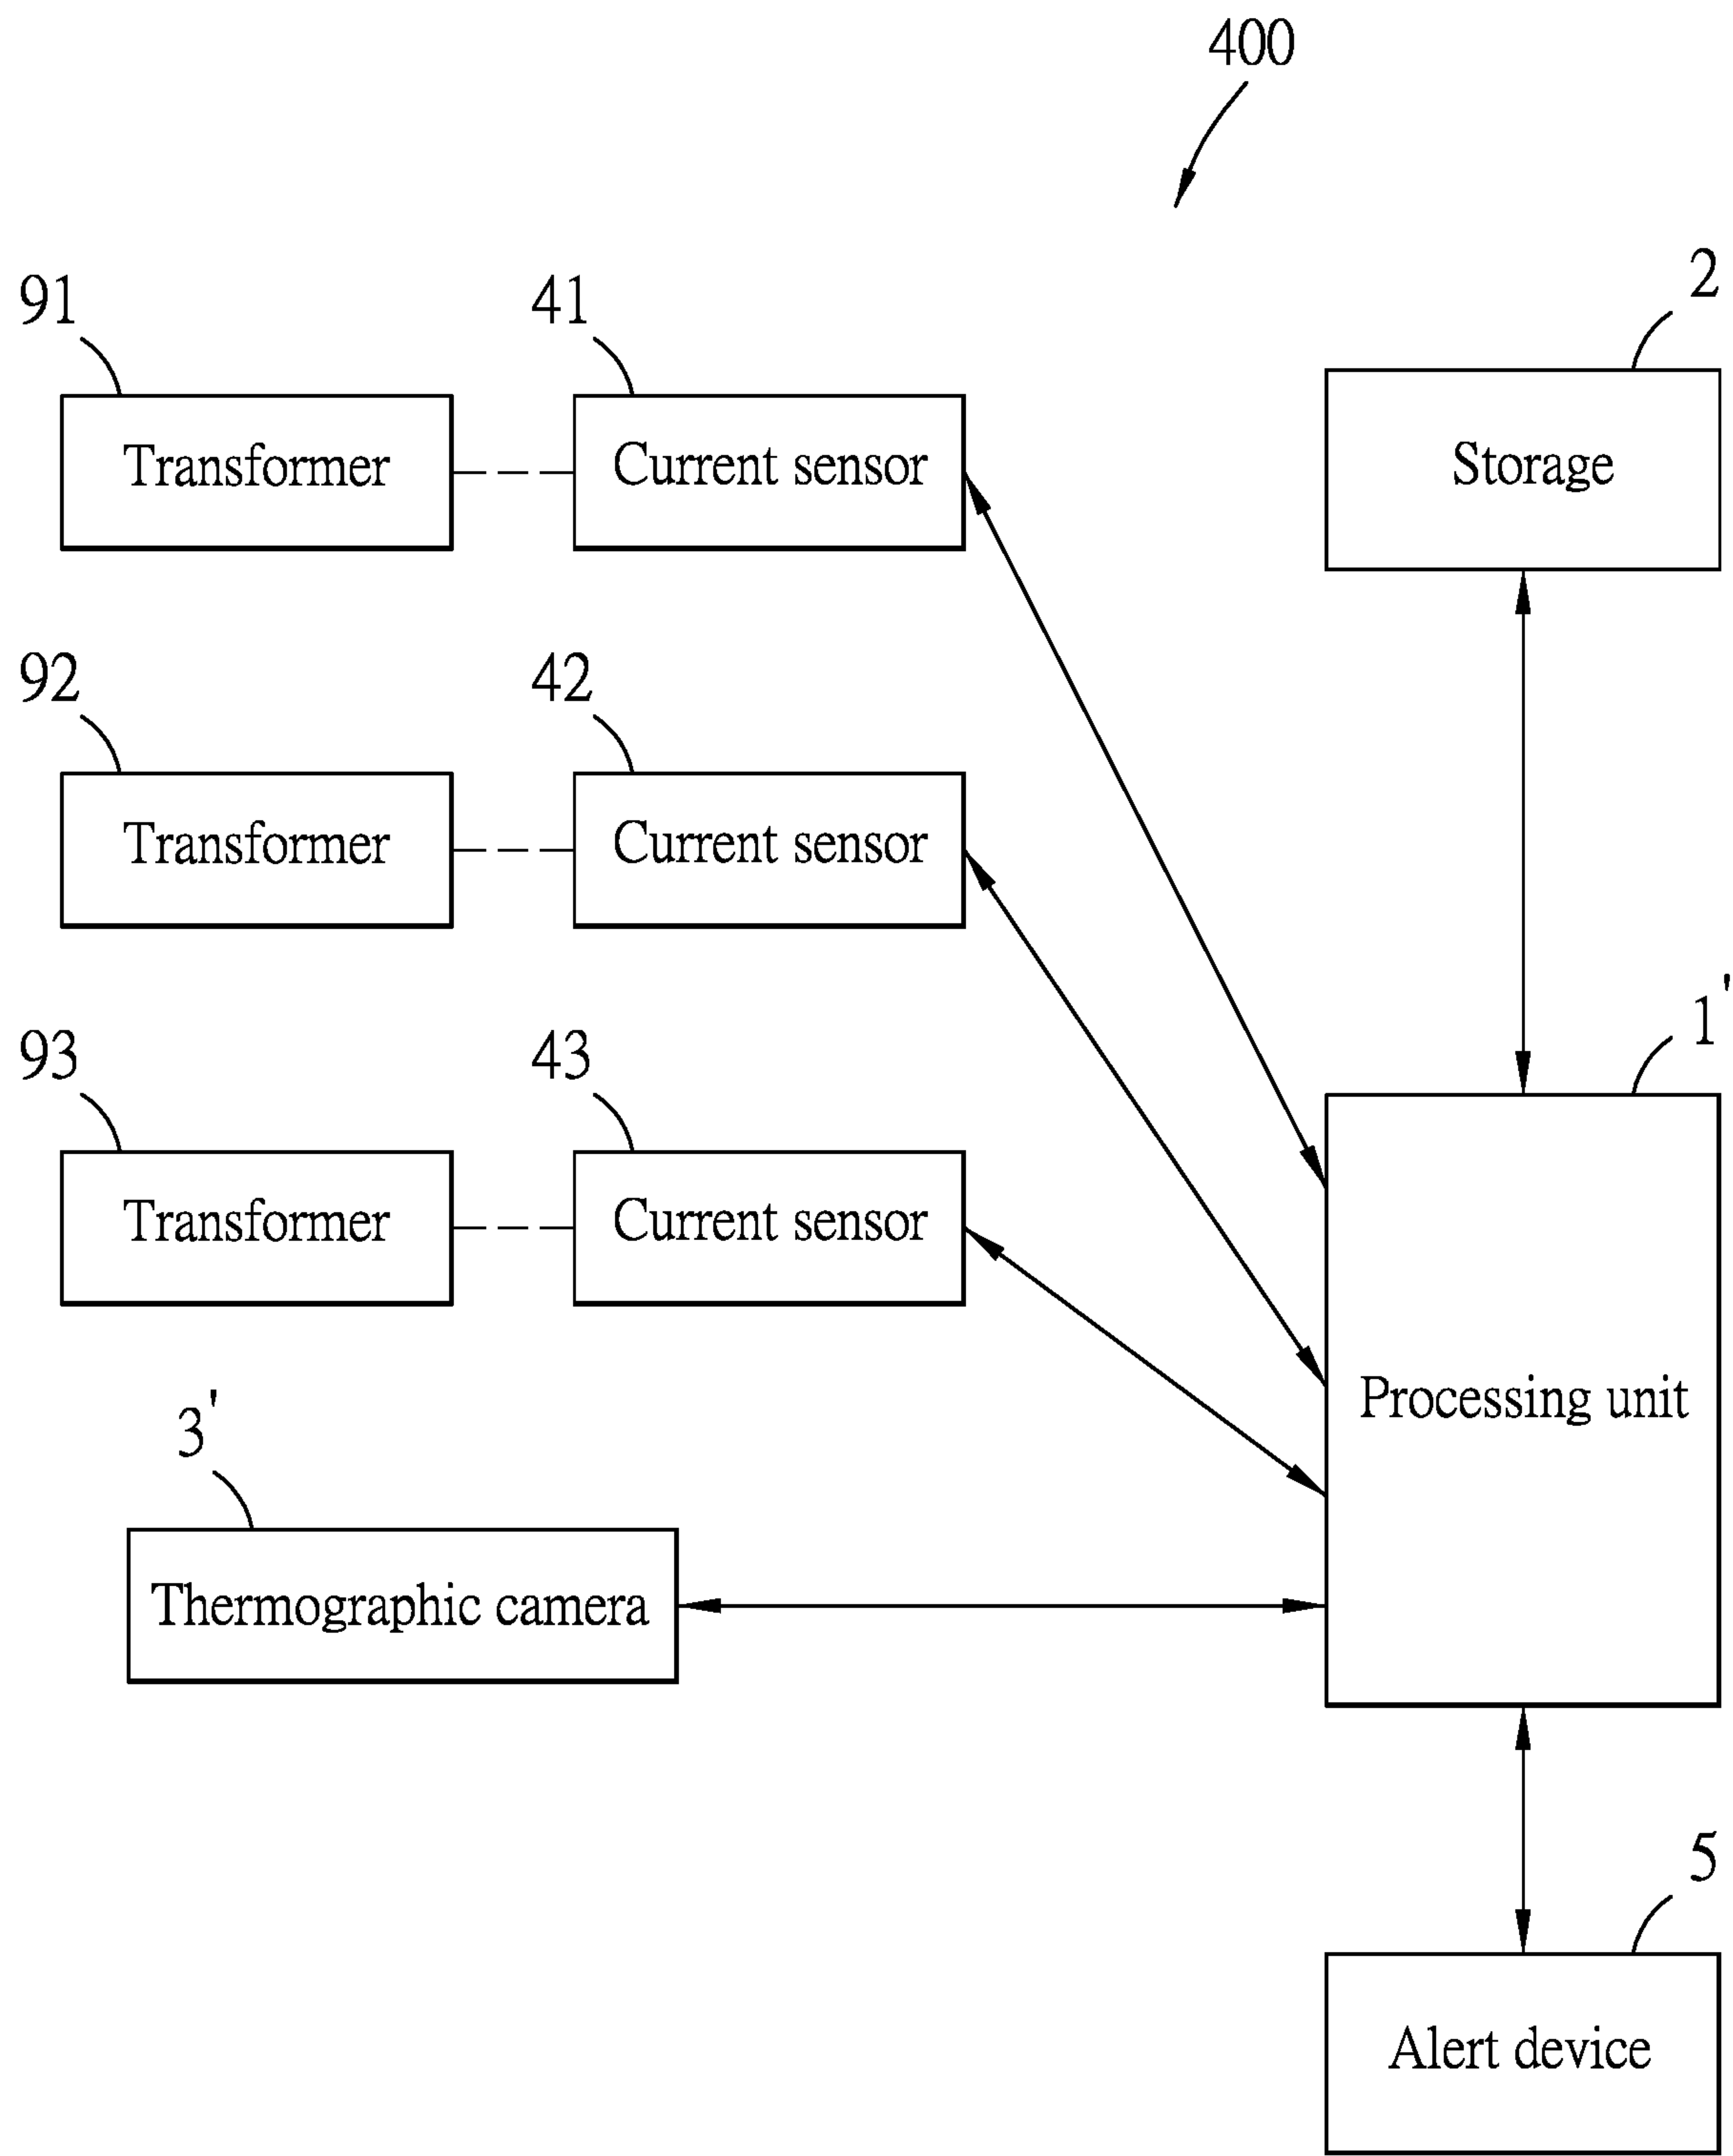 400
91
41
2
Transformer
Current sensor
Storage
92
42
Transformer
Current sensor
93
43
1'
Transformer
Current sensor
Processing unit
3'
Thermographic camera
5
Alert device